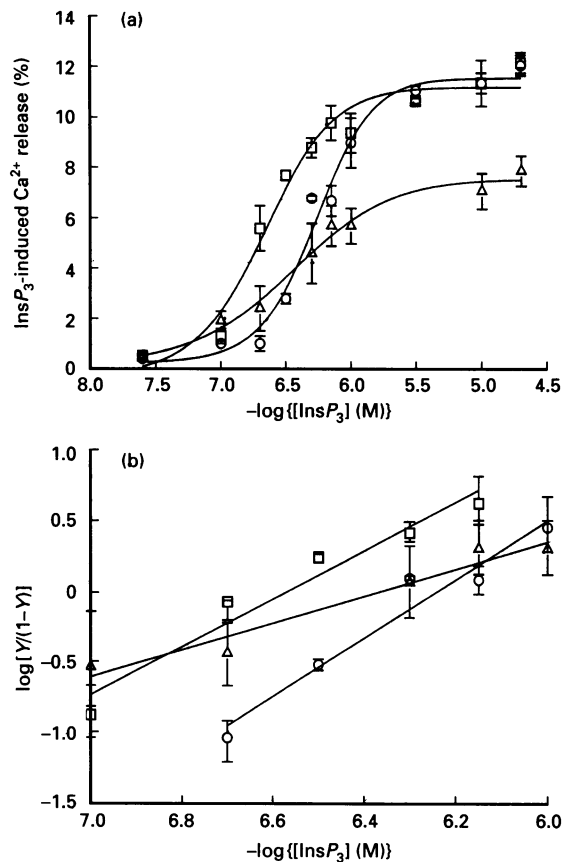 (a)
InsP₃-induced Ca²⁺ release (%)
14
12
10
8
6
4
2
0
8.0 7.5 7.0 6.5 6.0 5.5 5.0 4.5
–log{[InsP₃] (M)}
(b)
log[Y/(1–Y)]
1.0
0.5
0
–0.5
–1.0
–1.5
7.0 6.8 6.6 6.4 6.2 6.0
–log{[InsP₃] (M)}